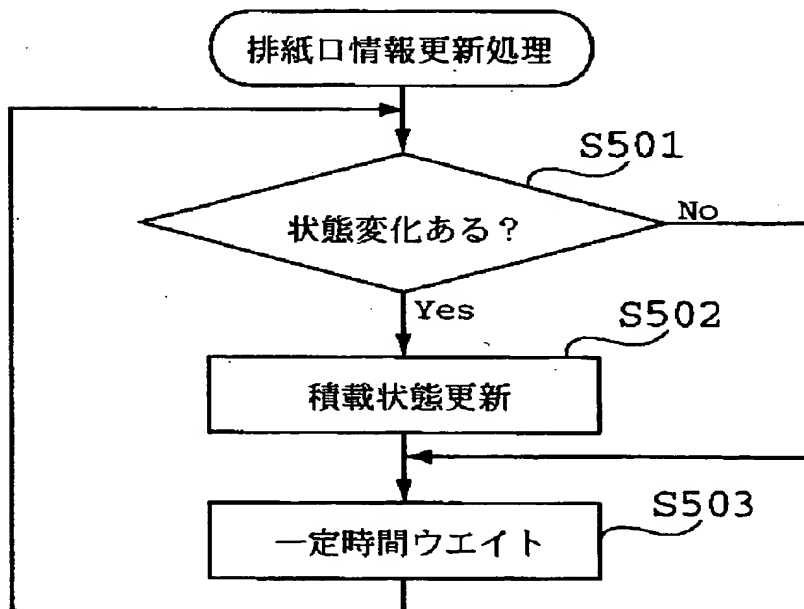 排紙口情報更新処理
S501
状態変化ある？
No
Yes
S502
積載状態更新
S503
一定時間ウエイト